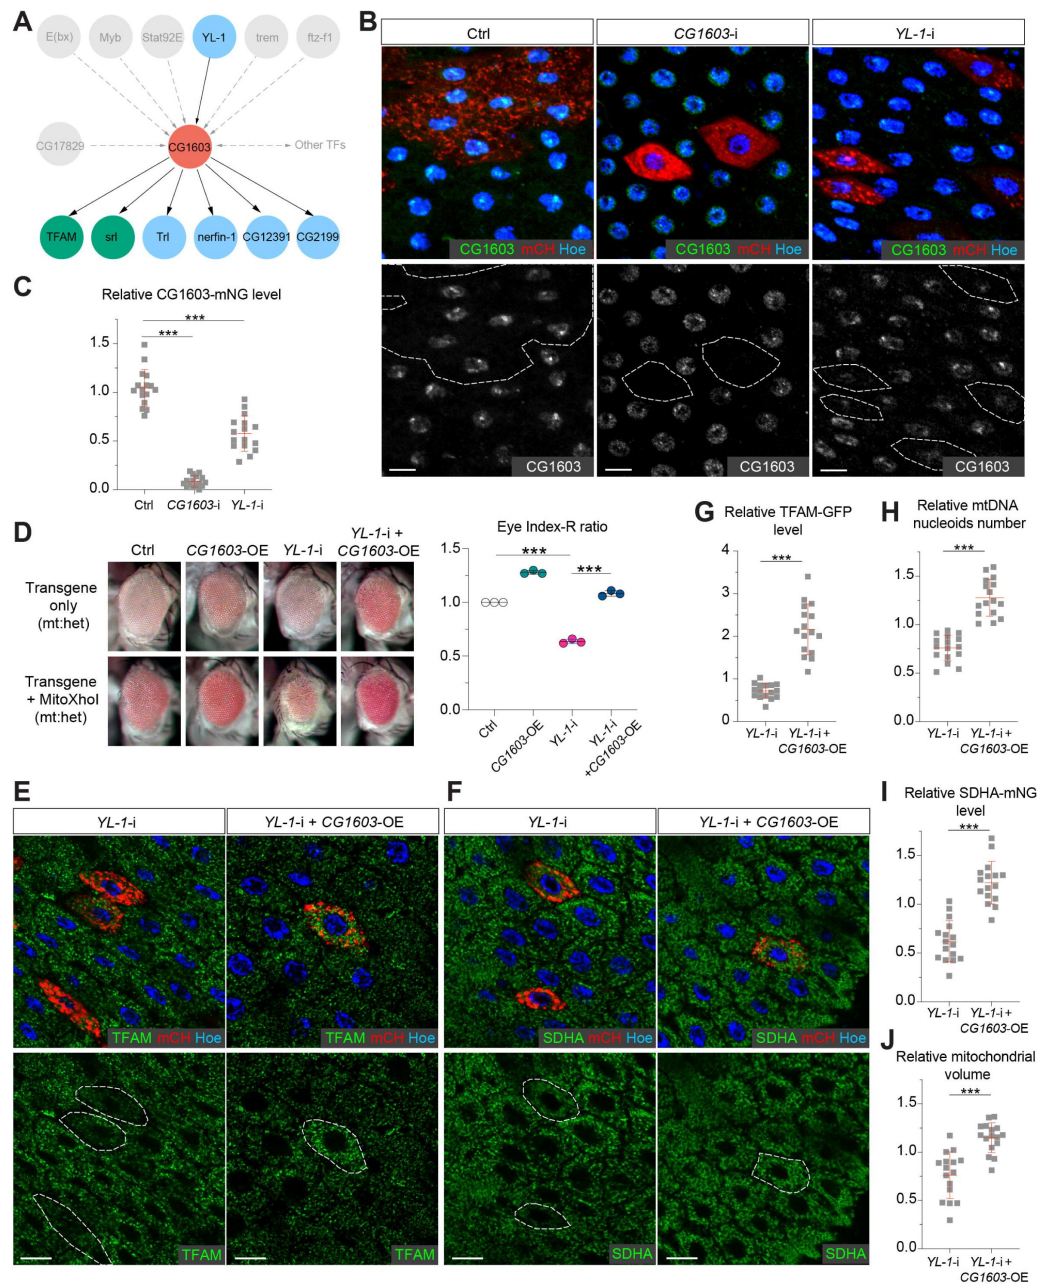 A
E(bx)
Myb
Stat92E
YL-1
trem
ftz-f1
CG17829
CG1603
Other TFs
TFAM
srl
Trl
nerfin-1
CG12391
CG2199
B
Ctrl
CG1603-i
YL-1-i
CG1603 mCH Hoe
CG1603 mCH Hoe
CG1603 mCH Hoe
CG1603
CG1603
CG1603
C
Relative CG1603-mNG level
***
***
1.5
1.0
0.5
0.0
Ctrl
CG1603-i
YL-1-i
D
Ctrl
CG1603-OE
YL-1-i
YL-1-i +
CG1603-OE
Transgene
only
(mt:het)
Transgene
+ MitoXhoI
(mt:het)
Eye Index-R ratio
1.5
1.0
0.5
0.0
***
***
Ctrl
CG1603-OE
YL-1-i
YL-1-i
+CG1603-OE
E
YL-1-i
YL-1-i + CG1603-OE
TFAM mCH Hoe
TFAM mCH Hoe
TFAM
TFAM
F
YL-1-i
YL-1-i + CG1603-OE
SDHA mCH Hoe
SDHA mCH Hoe
SDHA
SDHA
G
Relative TFAM-GFP
level
***
4
3
2
1
0
YL-1-i
YL-1-i +
CG1603-OE
H
Relative mtDNA
nucleoids number
***
1.5
1.0
0.5
0.0
YL-1-i
YL-1-i +
CG1603-OE
I
Relative SDHA-mNG
level
***
1.5
1.0
0.5
0.0
YL-1-i
YL-1-i +
CG1603-OE
J
Relative mitochondrial
volume
***
1.5
1.0
0.5
0.0
YL-1-i
YL-1-i +
CG1603-OE